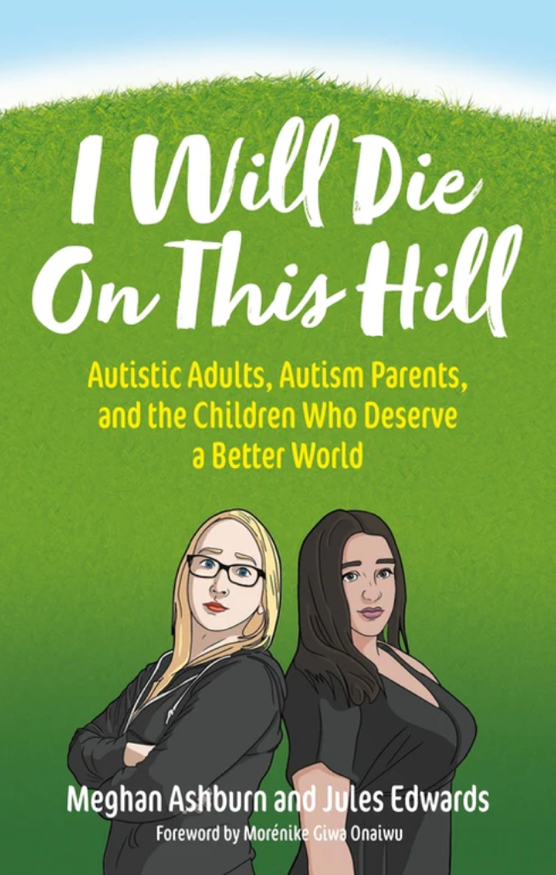 I Will Die
On This Hill
Autistic Adults, Autism Parents,
and the Children Who Deserve
a Better World
Meghan Ashburn and Jules Edwards
Foreword by Morénike Giwa Onaiwu